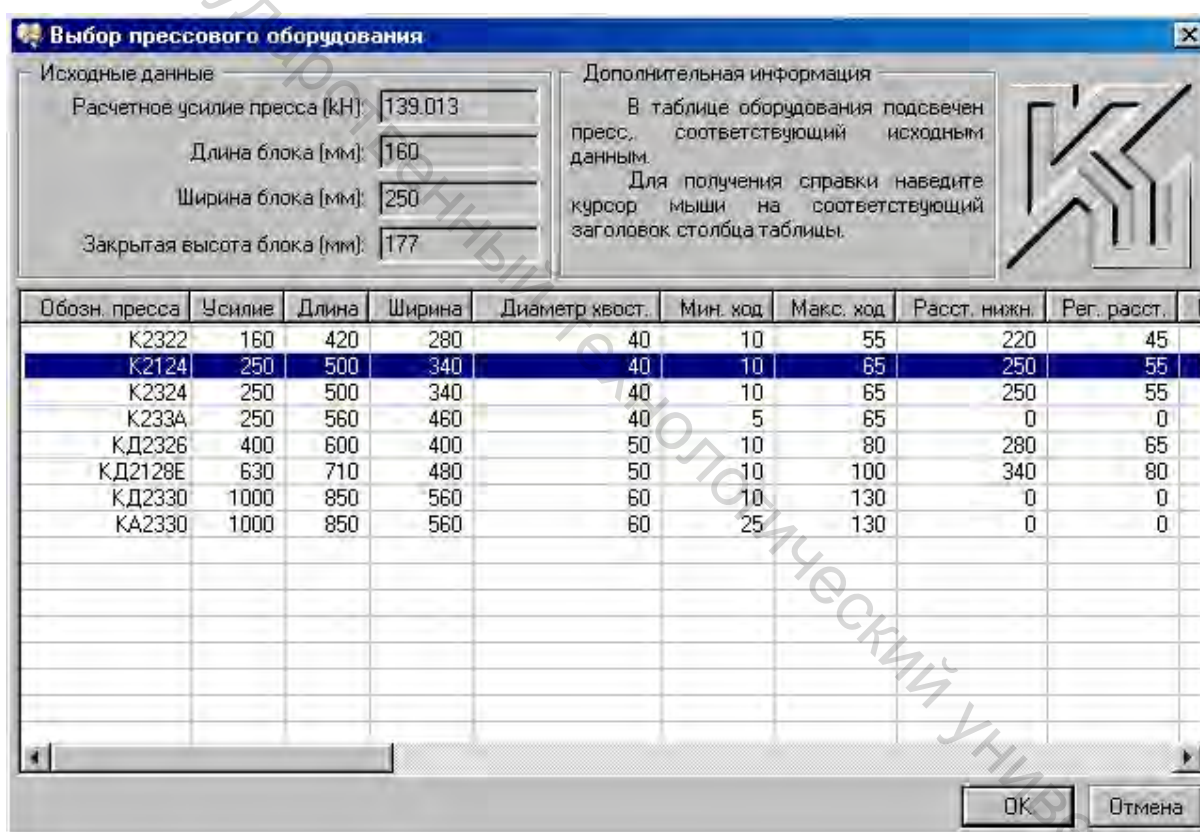 Выбор прессового оборудования
Исходные данные
Расчетное усилие пресса (kH): 139.013
Длина блока (мм): 160
Ширина блока (мм): 250
Закрытая высота блока (мм): 177
Дополнительная информация
В таблице оборудования подсвечен
пресс, соответствующий исходным
данным.
Для получения справки наведите
курсор мыши на соответствующий
заголовок столбца таблицы.
Обозн. пресса Усилие Длина Ширина Диаметр хвост. Мин. ход Макс. ход Расст. нижн. Рег. расст.
К2322 160 420 280 40 10 55 220 45
К2124 250 500 340 40 10 65 250 55
К2324 250 500 340 40 10 65 250 55
К233А 250 560 460 40 5 65 0 0
КД2326 400 600 400 50 10 80 280 65
КД2128Е 630 710 480 50 10 100 340 80
КД2330 1000 850 560 60 10 130 0 0
КА2330 1000 850 560 60 25 130 0 0
ОК Отмена
технологический